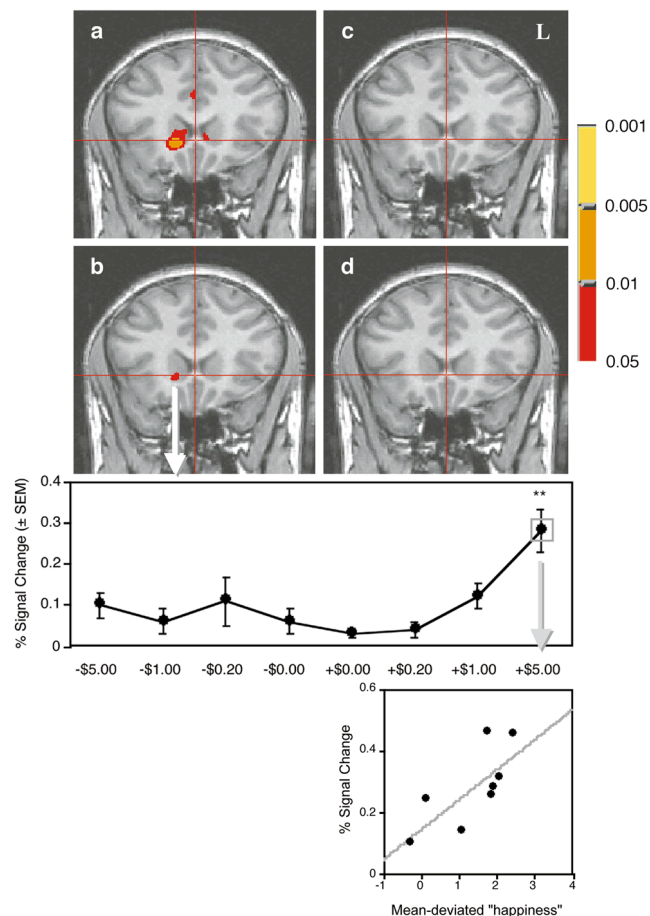 a
c
L
b
d
0.001
0.005
0.01
0.05
% Signal Change (± SEM)
0.4
0.3
0.2
0.1
0
**
-$5.00 -$1.00 -$0.20 -$0.00 +$0.00 +$0.20 +$1.00 +$5.00
% Signal Change
0.6
0.4
0.2
0
-1 0 1 2 3 4
Mean-deviated "happiness"